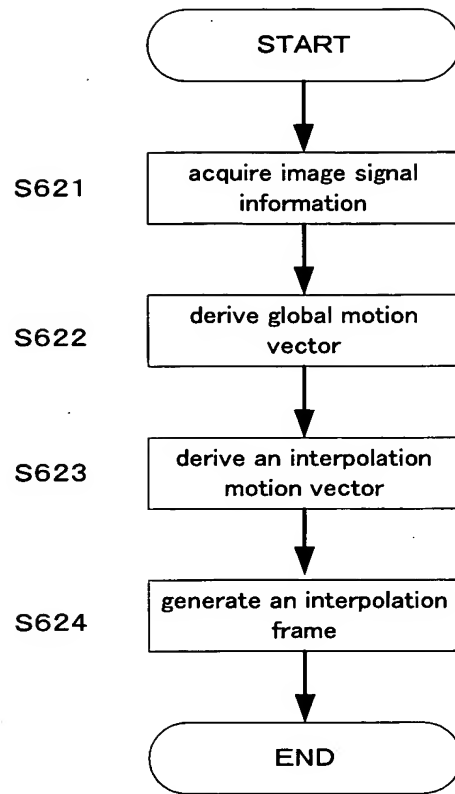 START
S621
acquire image signal
information
S622
derive global motion
vector
S623
derive an interpolation
motion vector
S624
generate an interpolation
frame
END